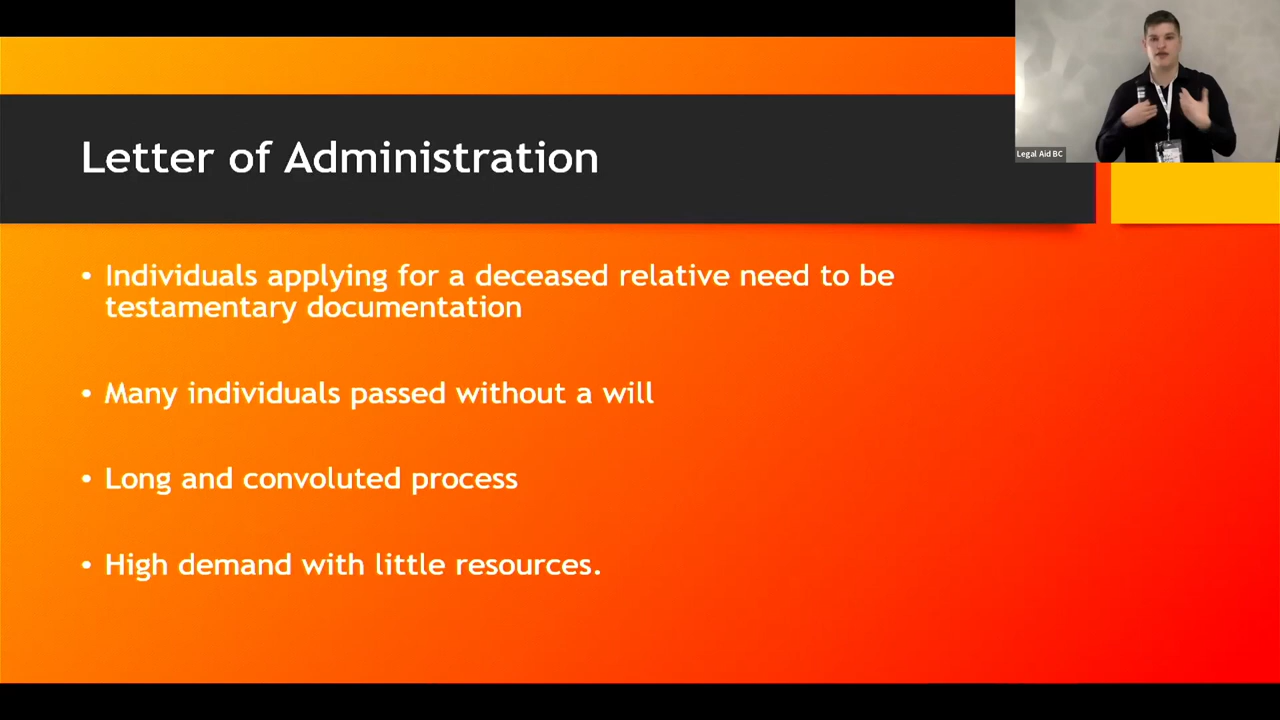 Letter of Administration
Legal Aid BC
• Individuals applying for a deceased relative need to be
testamentary documentation
• Many individuals passed without a will
• Long and convoluted process
• High demand with little resources.